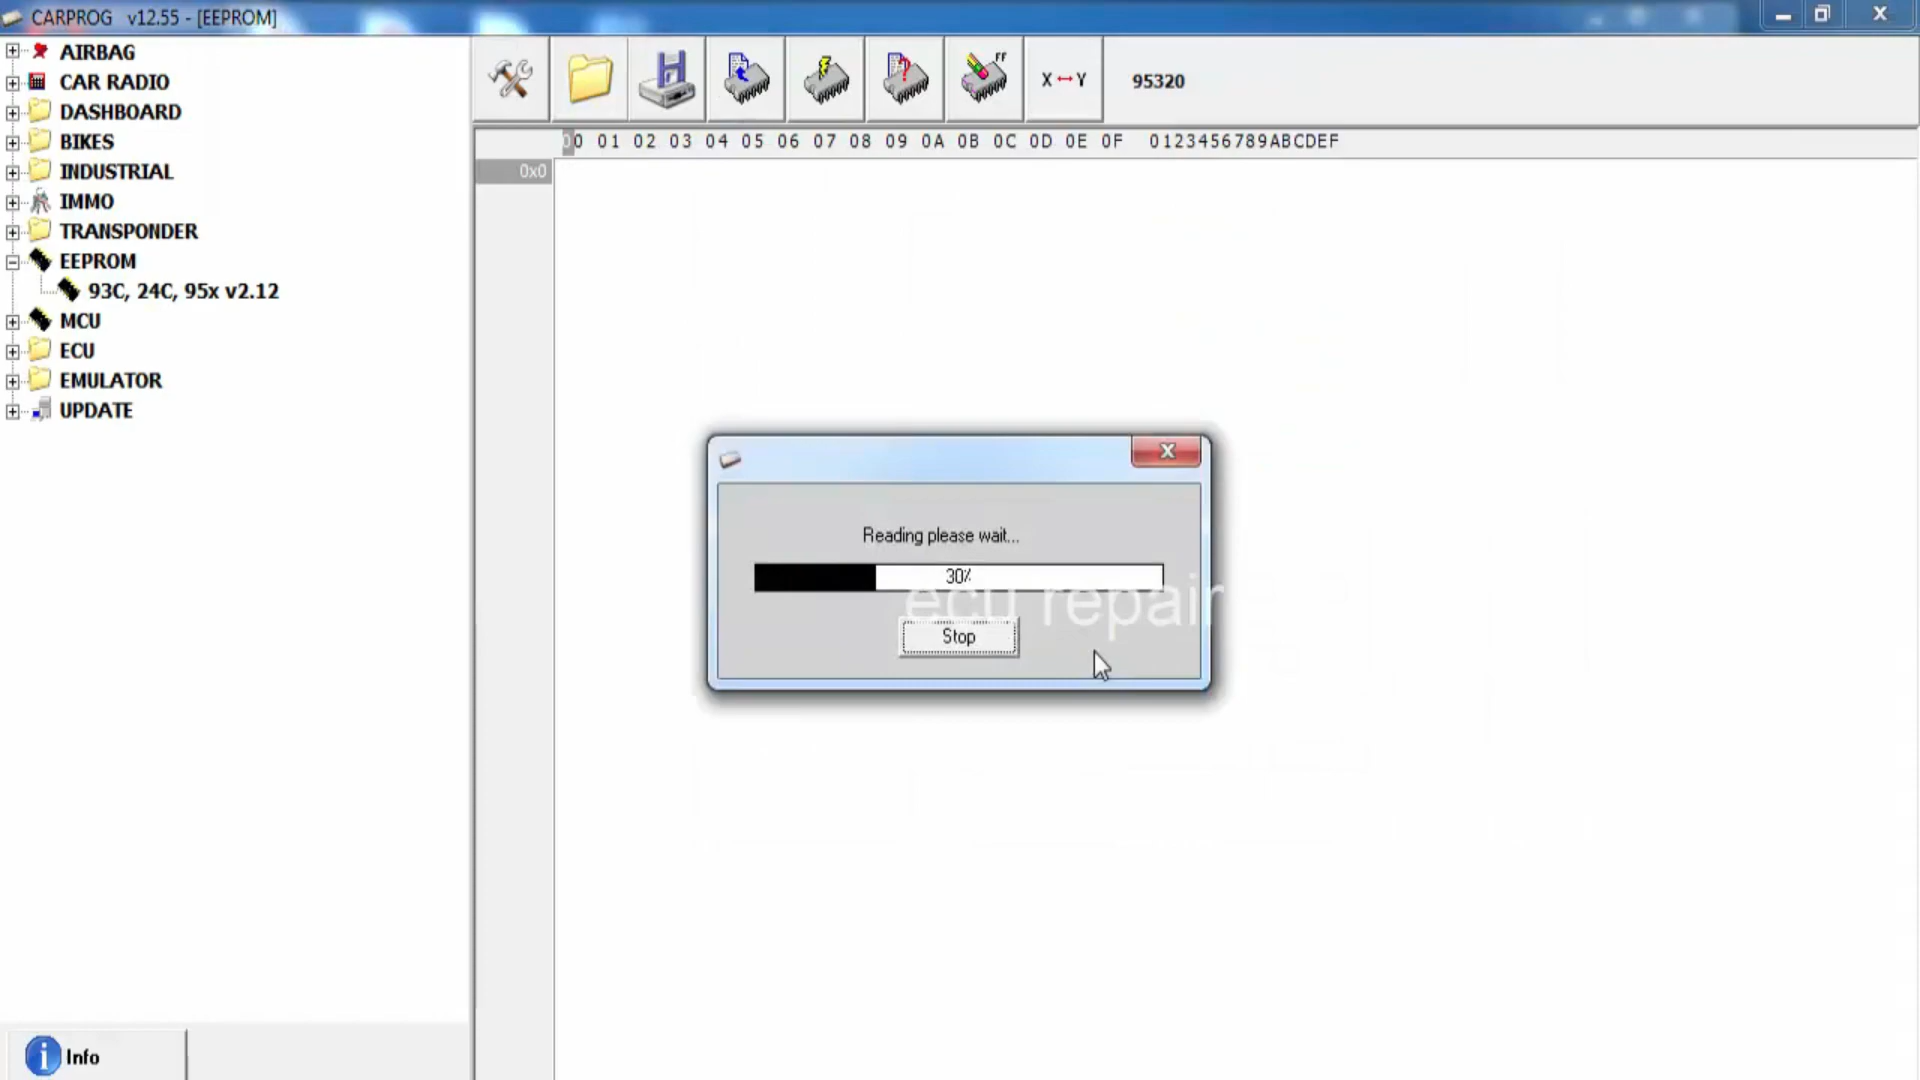 CARPROG v12.55 - [EEPROM]
AIRBAG
CAR RADIO
DASHBOARD
BIKES
INDUSTRIAL
IMMO
TRANSPONDER
EEPROM
93C, 24C, 95x v2.12
MCU
ECU
EMULATOR
UPDATE
FF
X ↔ Y
95320
00 01 02 03 04 05 06 07 08 09 0A 0B 0C 0D 0E 0F 0123456789ABCDEF
0x0
X
Reading please wait...
30%
ecu repair
Stop
Info